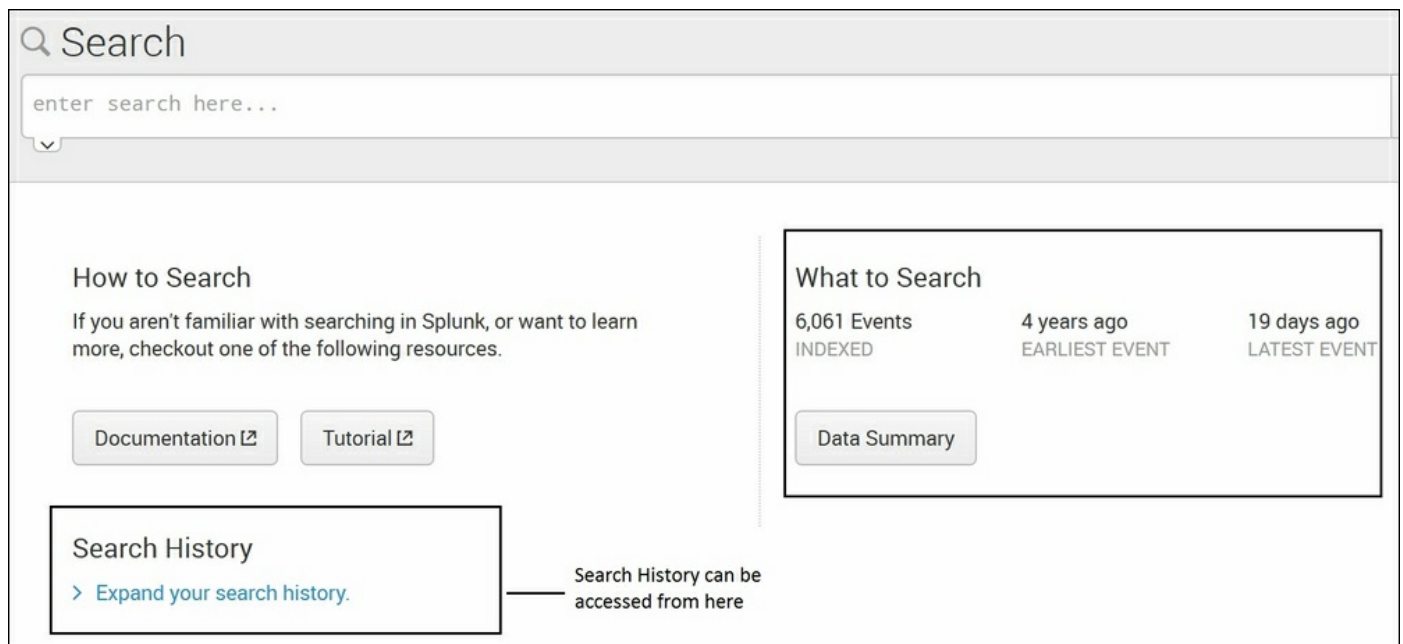 Search
enter search here...
How to Search
If you aren't familiar with searching in Splunk, or want to learn
more, checkout one of the following resources.
Documentation
Tutorial
Search History
Expand your search history.
Search History can be
accessed from here
What to Search
6,061 Events
INDEXED
4 years ago
EARLIEST EVENT
19 days ago
LATEST EVENT
Data Summary